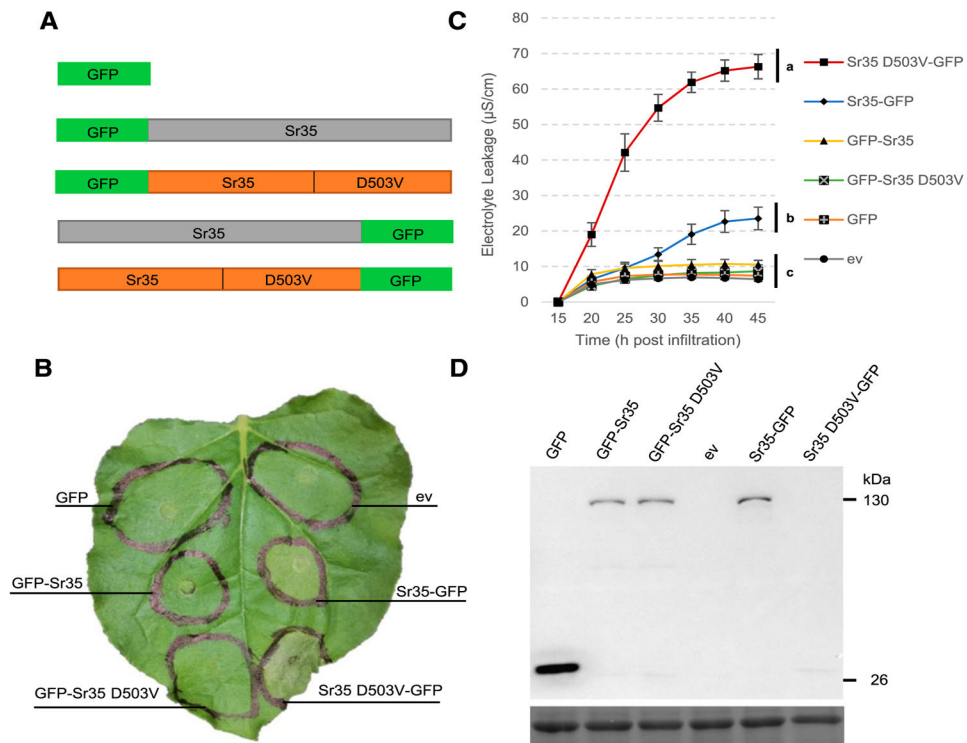 A
GFP
GFP Sr35
GFP Sr35 D503V
Sr35 GFP
Sr35 D503V GFP
B
GFP
ev
GFP-Sr35
Sr35-GFP
GFP-Sr35 D503V
Sr35 D503V-GFP
C
Electrolyte Leakage (µS/cm)
80
70
60
50
40
30
20
10
0
15 20 25 30 35 40 45
Time (h post infiltration)
a
b
c
Sr35 D503V-GFP
Sr35-GFP
GFP-Sr35
GFP-Sr35 D503V
GFP
ev
D
GFP
GFP-Sr35
GFP-Sr35 D503V
ev
Sr35-GFP
Sr35 D503V-GFP
kDa
130
26